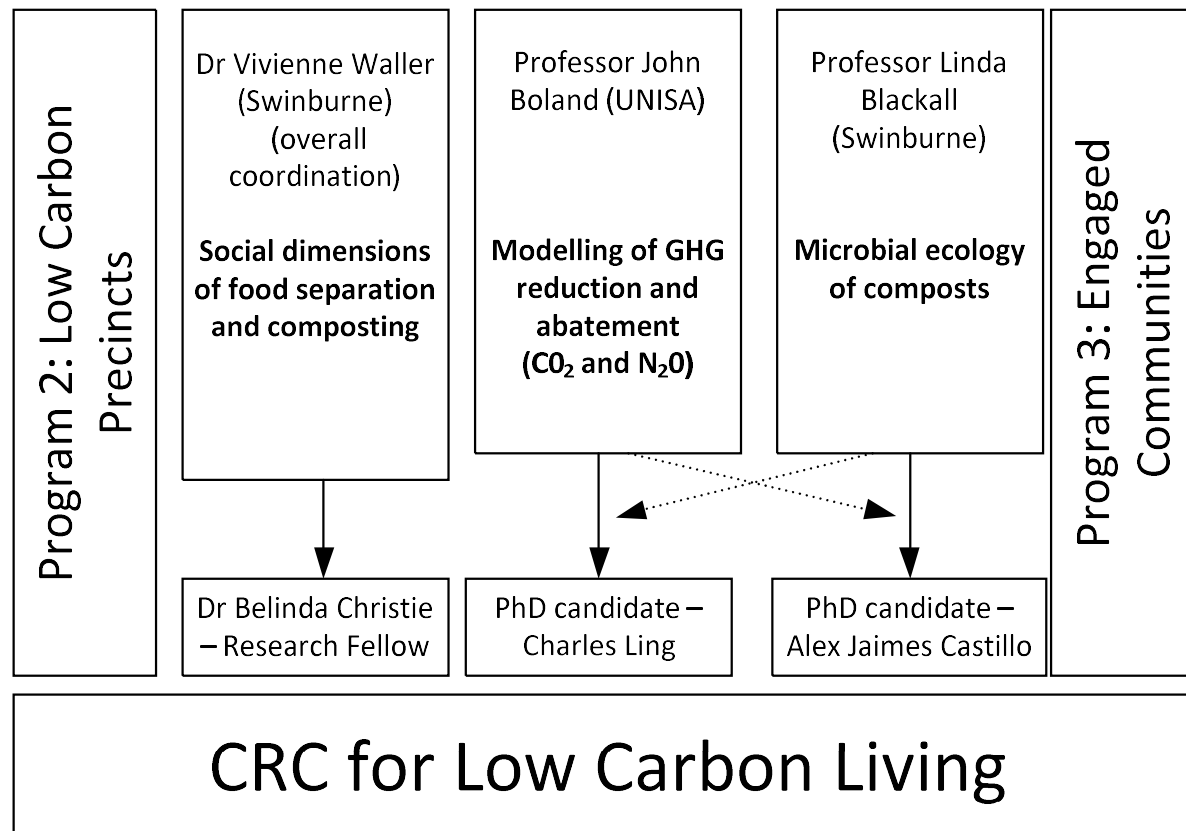 Program 2: Low Carbon
Precincts
Dr Vivienne Waller
(Swinburne)
(overall
coordination)
Social dimensions
of food separation
and composting
Professor John
Boland (UNISA)
Modelling of GHG
reduction and
abatement
(C0₂ and N₂0)
Professor Linda
Blackall
(Swinburne)
Microbial ecology
of composts
Program 3: Engaged
Communities
Dr Belinda Christie
– Research Fellow
PhD candidate –
Charles Ling
PhD candidate –
Alex Jaimes Castillo
CRC for Low Carbon Living